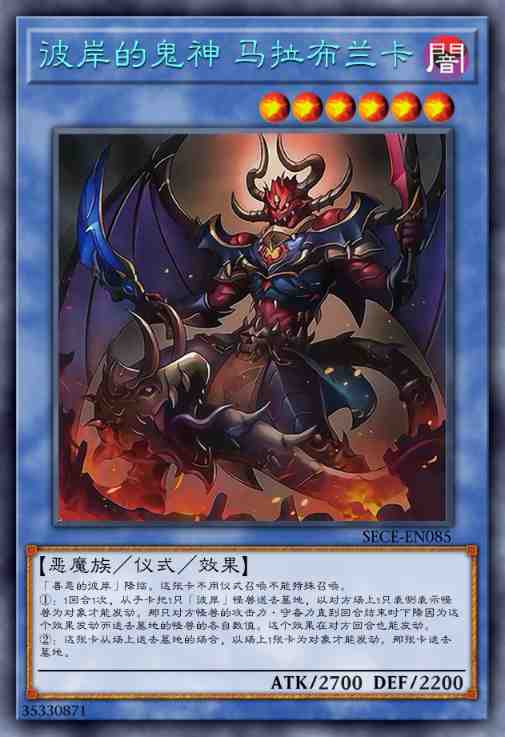 彼岸的鬼神 马拉布兰卡 闇
SECE-EN085
【恶魔族／仪式／效果】
「善恶的彼岸」降临。这张卡不用仪式召唤不能特殊召唤。
①：1回合1次，从手卡把1只「彼岸」怪兽送去墓地，以对方场上1只表侧表示怪
兽为对象才能发动。那只对方怪兽的攻击力·守备力直到回合结束时下降因为这
个效果发动而送去墓地的怪兽的各自数值。这个效果在对方回合也能发动。
②：这张卡从场上送去墓地的场合，以场上1张卡为对象才能发动。那张卡送去
墓地。
ATK/2700 DEF/2200
35330871